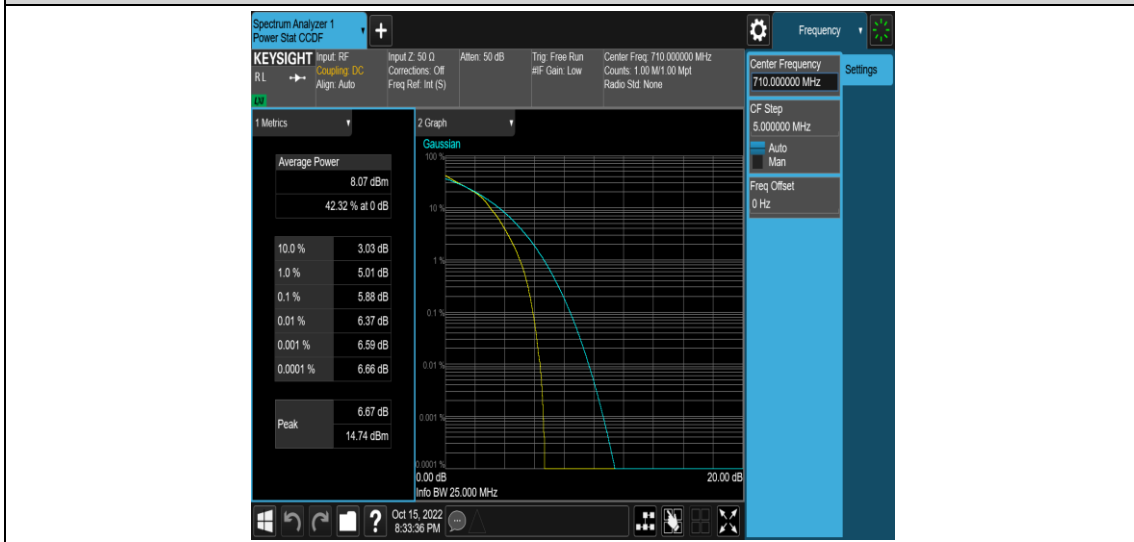 Spectrum Analyzer 1
Power Stat CCDF
Frequency
KEYSIGHT
RL
LXI
Input: RF
Coupling: DC
Align: Auto
Input Z: 50 Ω
Corrections: Off
Freq Ref: Int (S)
Atten: 50 dB
Trig: Free Run
#IF Gain: Low
Center Freq: 710.000000 MHz
Counts: 1.00 M/1.00 Mpt
Radio Std: None
Center Frequency
710.000000 MHz
Settings
CF Step
5.000000 MHz
Auto
Man
Freq Offset
0 Hz
1 Metrics
Average Power
8.07 dBm
42.32 % at 0 dB
10.0 % 3.03 dB
1.0 % 5.01 dB
0.1 % 5.88 dB
0.01 % 6.37 dB
0.001 % 6.59 dB
0.0001 % 6.66 dB
Peak
6.67 dB
14.74 dBm
2 Graph
Gaussian
100 %
10 %
1 %
0.1 %
0.01 %
0.001 %
0.0001 %
0.00 dB 20.00 dB
Info BW 25.000 MHz
?
Oct 15, 2022
8:33:36 PM